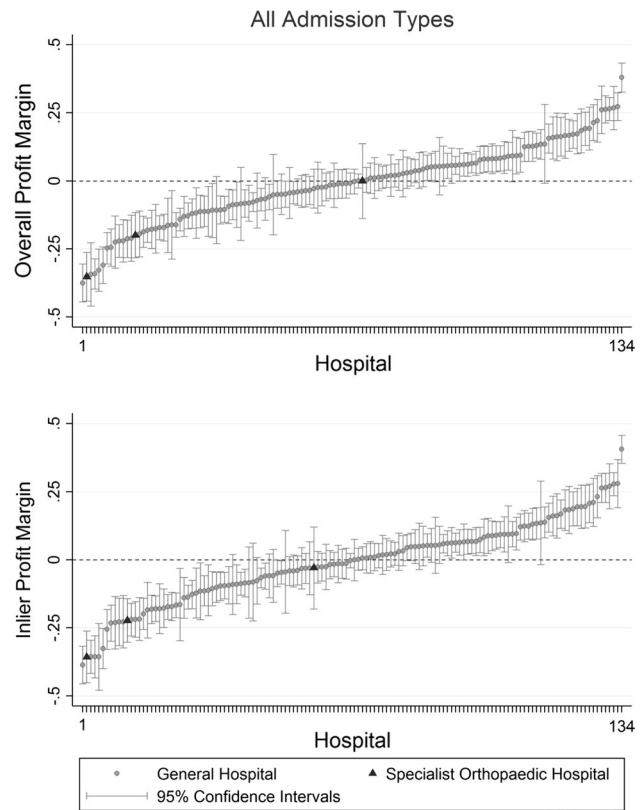 All Admission Types
Overall Profit Margin
.5
.25
0
-.25
-.5
1
134
Hospital
Inlier Profit Margin
.5
.25
0
-.25
-.5
1
134
Hospital
General Hospital
Specialist Orthopaedic Hospital
95% Confidence Intervals